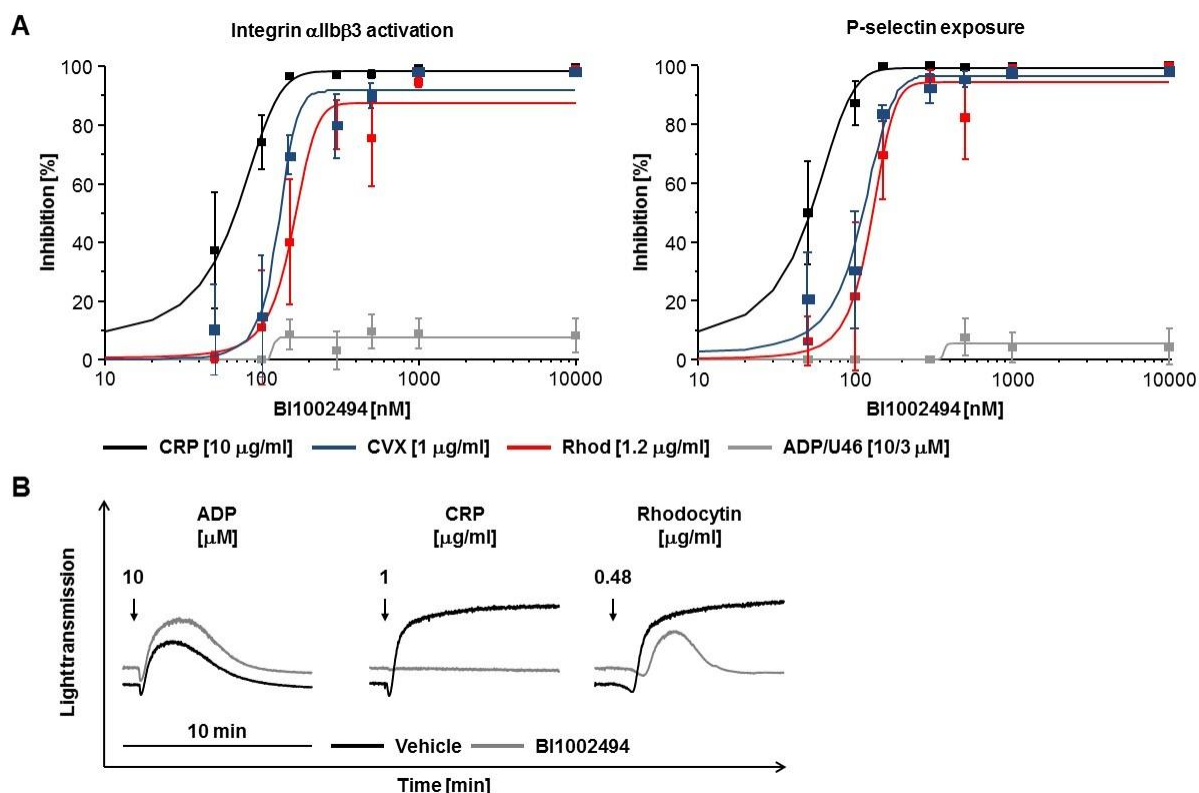 A
Integrin αIIbβ3 activation
P-selectin exposure
Inhibition [%]
100
80
60
40
20
0
10
100
1000
10000
BI1002494 [nM]
Inhibition [%]
100
80
60
40
20
0
10
100
1000
10000
BI1002494 [nM]
CRP [10 µg/ml]
CVX [1 µg/ml]
Rhod [1.2 µg/ml]
ADP/U46 [10/3 µM]
B
Light transmission
ADP
[µM]
10
CRP
[µg/ml]
1
Rhodocytin
[µg/ml]
0.48
10 min
Vehicle
BI1002494
Time [min]